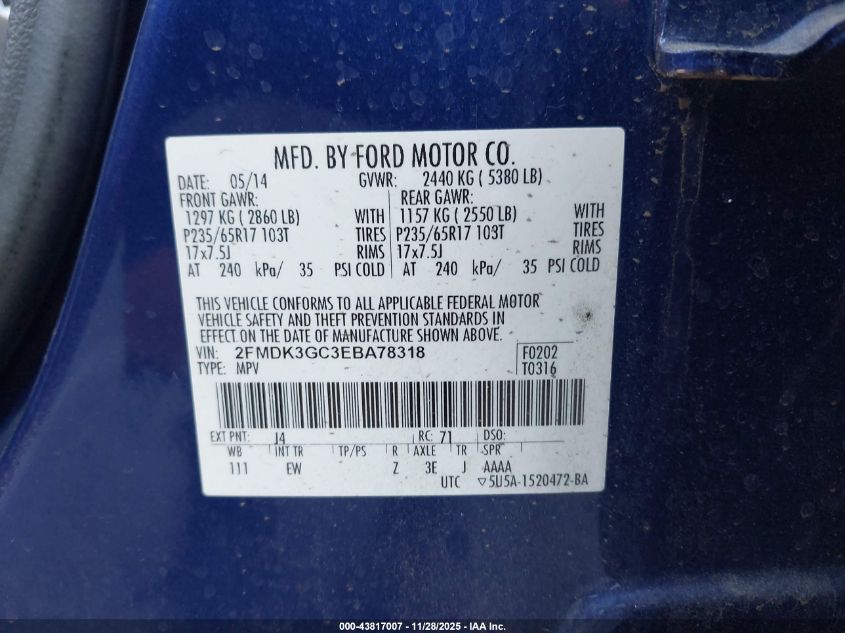 MFD. BY FORD MOTOR CO.
DATE: 05/14 GVWR: 2440 KG ( 5380 LB)
FRONT GAWR: REAR GAWR:
1297 KG ( 2860 LB) WITH 1157 KG ( 2550 LB) WITH
P235/65R17 103T TIRES P235/65R17 103T TIRES
17x7.5J RIMS 17x7.5J RIMS
AT 240 kPa/ 35 PSI COLD AT 240 kPa/ 35 PSI COLD
THIS VEHICLE CONFORMS TO ALL APPLICABLE FEDERAL MOTOR
VEHICLE SAFETY AND THEFT PREVENTION STANDARDS IN
EFFECT ON THE DATE OF MANUFACTURE SHOWN ABOVE.
VIN: 2FMDK3GC3EBA78318 F0202
TYPE: MPV T0316
EXT PNT: J4 RC: 71 DSO:
WB INT TR TP/PS R AXLE TR SPR
111 EW Z 3E J AAAA
UTC ▽5U5A-1520472-BA
000-43817007 - 11/28/2025 - IAA Inc.